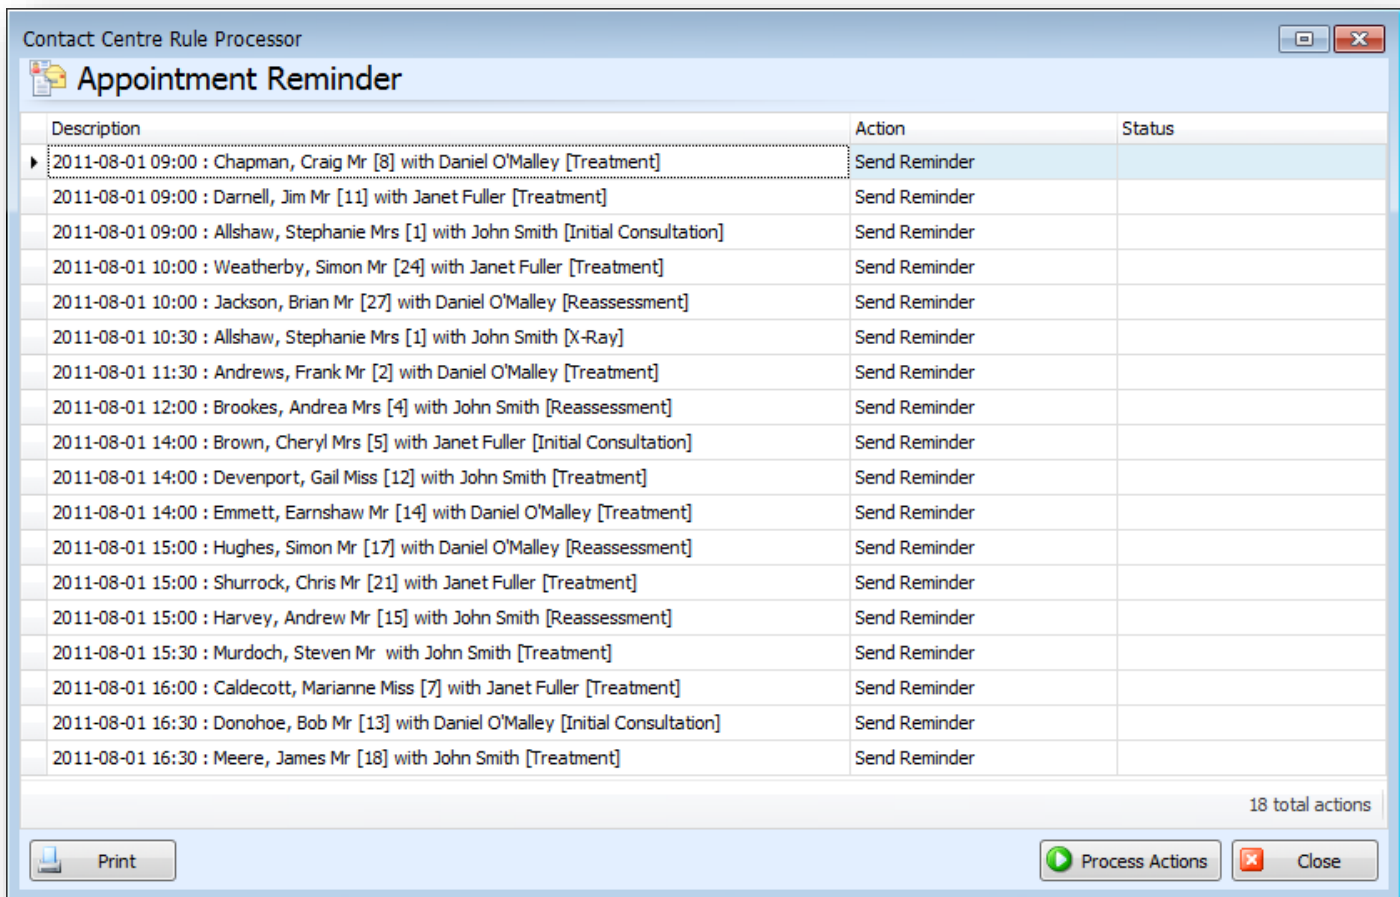 Contact Centre Rule Processor
Appointment Reminder
Description Action Status
2011-08-01 09:00 : Chapman, Craig Mr [8] with Daniel O'Malley [Treatment] Send Reminder
2011-08-01 09:00 : Darnell, Jim Mr [11] with Janet Fuller [Treatment] Send Reminder
2011-08-01 09:00 : Allshaw, Stephanie Mrs [1] with John Smith [Initial Consultation] Send Reminder
2011-08-01 10:00 : Weatherby, Simon Mr [24] with Janet Fuller [Treatment] Send Reminder
2011-08-01 10:00 : Jackson, Brian Mr [27] with Daniel O'Malley [Reassessment] Send Reminder
2011-08-01 10:30 : Allshaw, Stephanie Mrs [1] with John Smith [X-Ray] Send Reminder
2011-08-01 11:30 : Andrews, Frank Mr [2] with Daniel O'Malley [Treatment] Send Reminder
2011-08-01 12:00 : Brookes, Andrea Mrs [4] with John Smith [Reassessment] Send Reminder
2011-08-01 14:00 : Brown, Cheryl Mrs [5] with Janet Fuller [Initial Consultation] Send Reminder
2011-08-01 14:00 : Devenport, Gail Miss [12] with John Smith [Treatment] Send Reminder
2011-08-01 14:00 : Emmett, Earnshaw Mr [14] with Daniel O'Malley [Treatment] Send Reminder
2011-08-01 15:00 : Hughes, Simon Mr [17] with Daniel O'Malley [Reassessment] Send Reminder
2011-08-01 15:00 : Shurrock, Chris Mr [21] with Janet Fuller [Treatment] Send Reminder
2011-08-01 15:00 : Harvey, Andrew Mr [15] with John Smith [Reassessment] Send Reminder
2011-08-01 15:30 : Murdoch, Steven Mr  with John Smith [Treatment] Send Reminder
2011-08-01 16:00 : Caldecott, Marianne Miss [7] with Janet Fuller [Treatment] Send Reminder
2011-08-01 16:30 : Donohoe, Bob Mr [13] with Daniel O'Malley [Initial Consultation] Send Reminder
2011-08-01 16:30 : Meere, James Mr [18] with John Smith [Treatment] Send Reminder
18 total actions
Print Process Actions Close